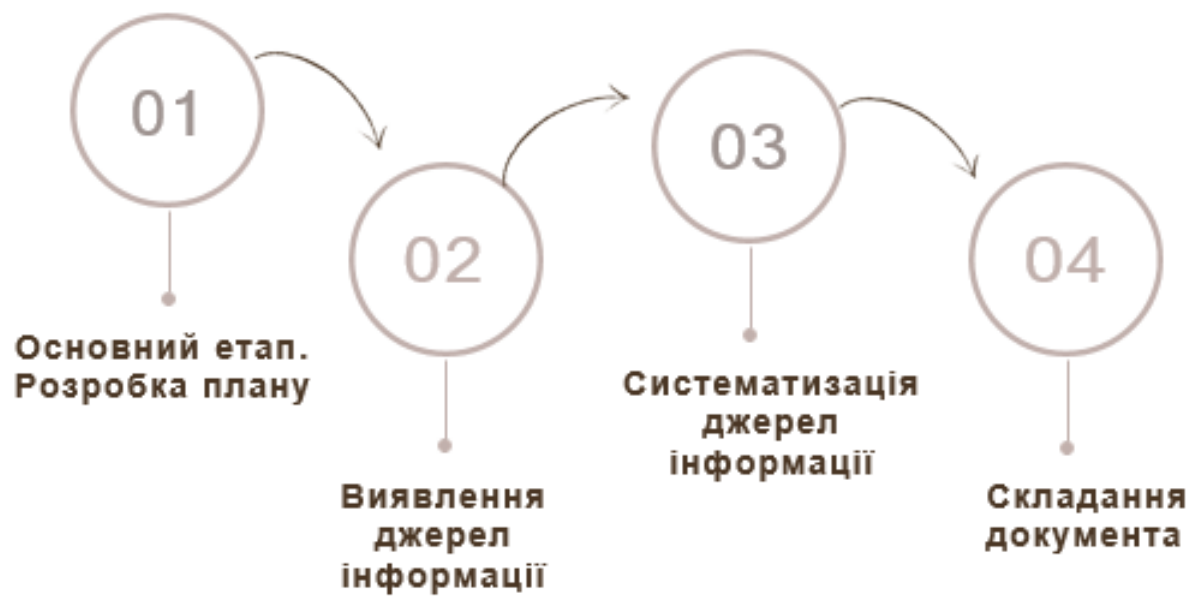 01
Основний етап.
Розробка плану
02
Виявлення
джерел
інформації
03
Систематизація
джерел
інформації
04
Складання
документа